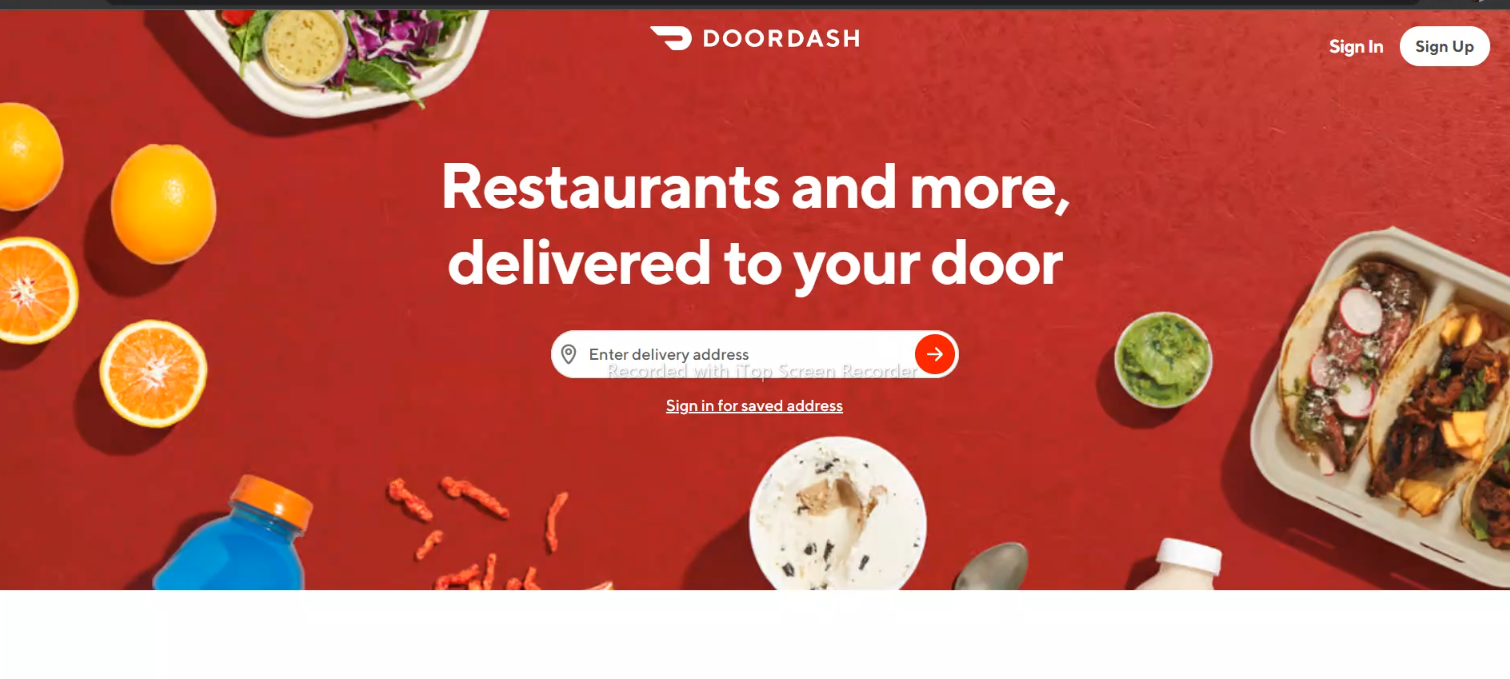 DOORDASH
Sign In
Sign Up
Restaurants and more,
delivered to your door
Enter delivery address
Recorded with iTop Screen Recorder
Sign in for saved address